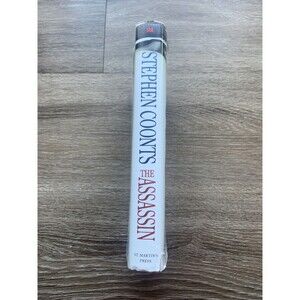 STEPHEN COONTS
THE ASSASSIN
ST. MARTIN'S
PRESS